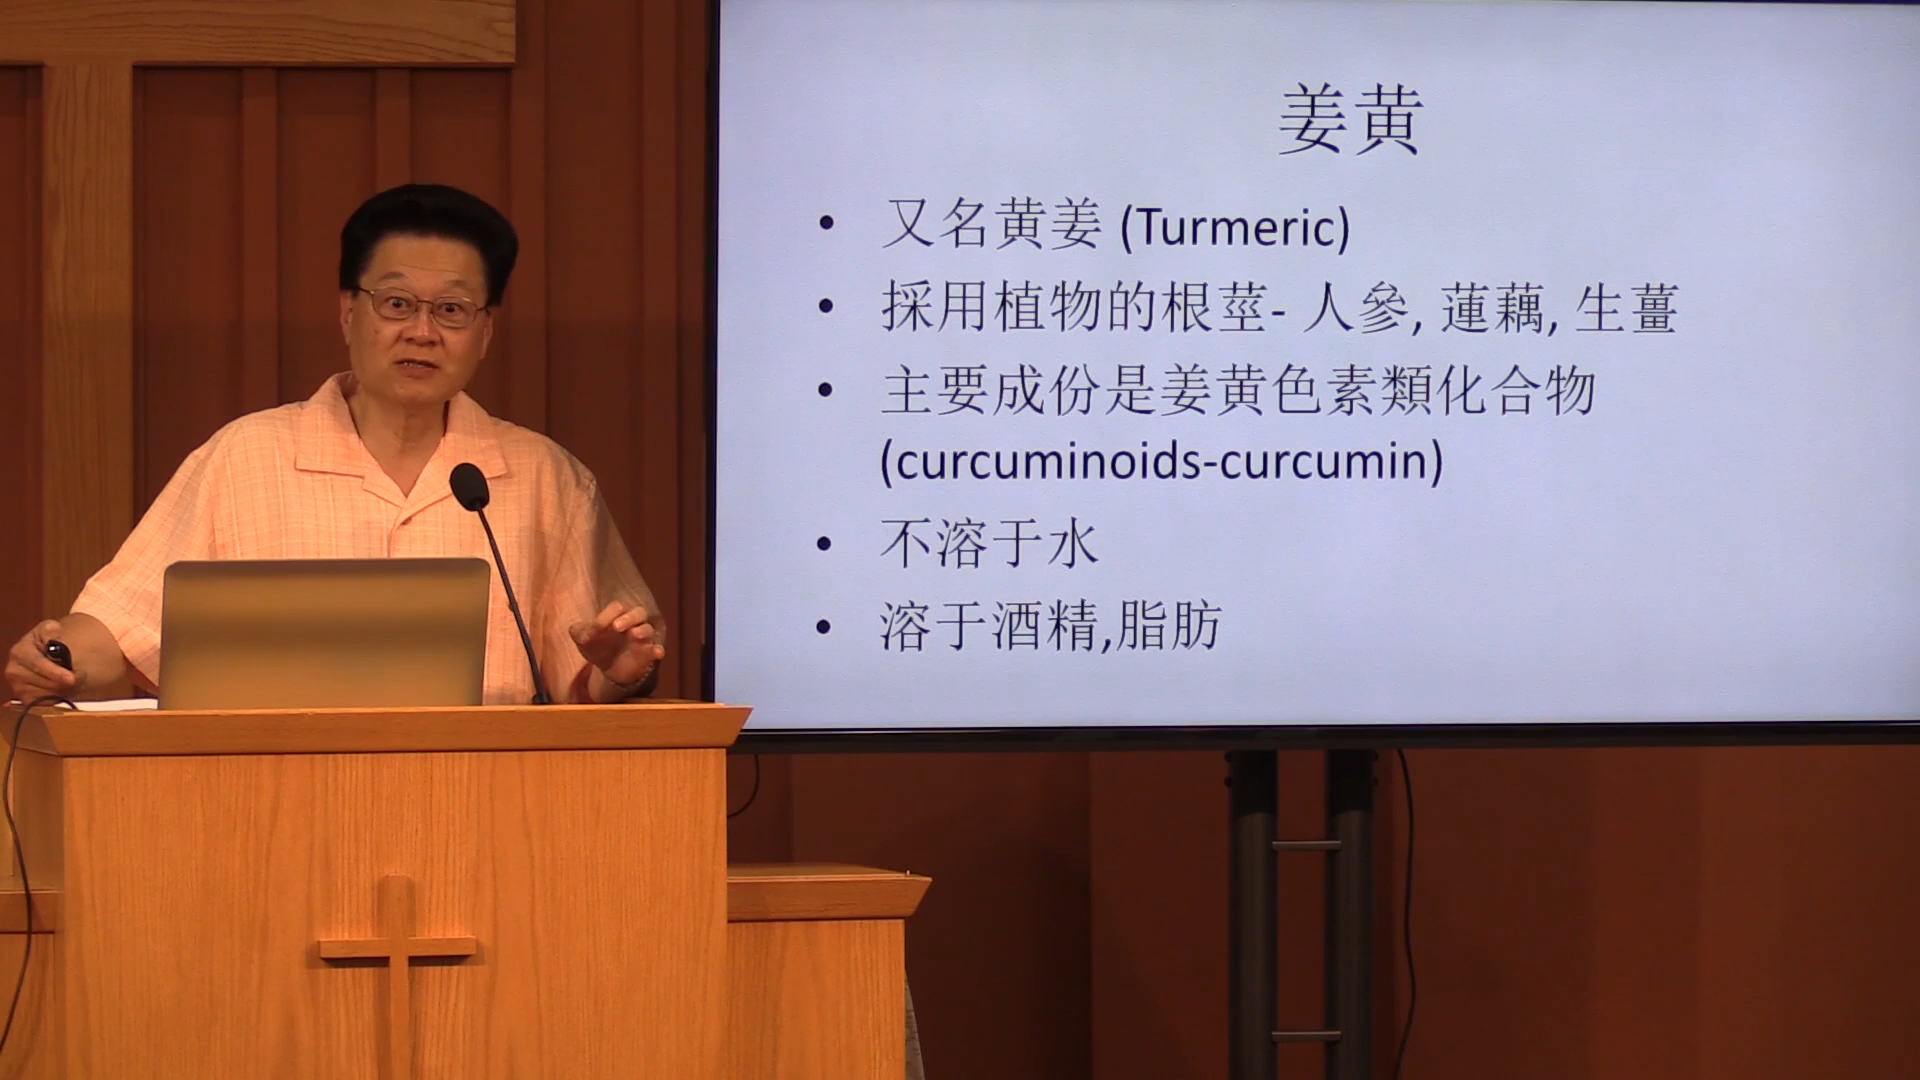 姜黄
• 又名黄姜 (Turmeric)
• 採用植物的根莖- 人參, 蓮藕, 生薑
• 主要成份是姜黄色素類化合物
(curcuminoids-curcumin)
• 不溶于水
• 溶于酒精,脂肪